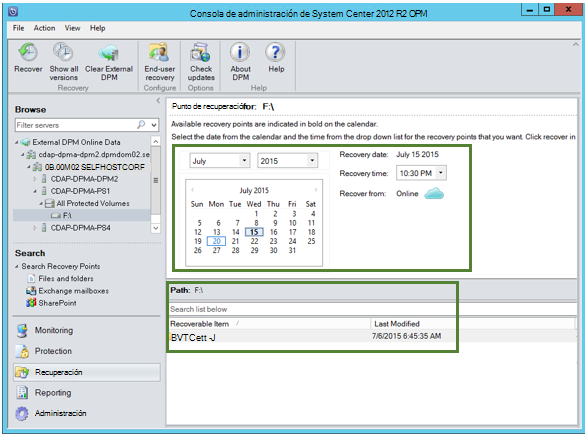 Consola de administración de System Center 2012 R2 OPM
File Action View Help
Recover
Show all versions
Clear External DPM
End-user recovery
Check updates
About DPM
Help
Recovery
Configure
Options
Help
Browse
Filter servers
External DPM Online Data
cdap-dpma-dpm2.dpmdom02.se
0B.00M02 SELFHOSTCORF
CDAP-DPMA-DPM2
CDAP-DPMA-PS1
All Protected Volumes
F:\
CDAP-DPMA-PS4
Search
Search Recovery Points
Files and folders
Exchange mailboxes
SharePoint
Monitoring
Protection
Recuperación
Reporting
Administración
Punto de recuperaciónfor: F:\
Available recovery points are indicated in bold on the calendar.
Select the date from the calendar and the time from the drop down list for the recovery points that you want. Click recover in
July 2015
July 2015
Sun Mon Tue Wed Thu Fri Sat
1 2 3 4
5 6 7 8 9 10 11
12 13 14 15 16 17 18
19 20 21 22 23 24 25
26 27 28 29 30 31
Recovery date: July 15 2015
Recovery time: 10:30 PM
Recover from: Online
Path: F:\
Search list below
Recoverable Item / Last Modified
BVTCett -J 7/6/2015 6:45:35 AM